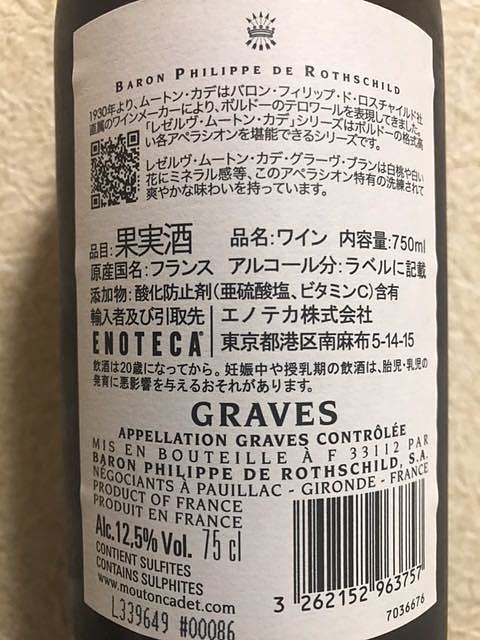 BARON PHILIPPE DE ROTHSCHILD
1930年より、ムートン・カデはバロン・フィリップ・ド・ロスチャイルド社
直属のワインメーカーにより、ボルドーのテロワールを表現してきました。
「レゼルヴ・ムートン・カデ」シリーズはボルドーの格式高
い各アペラシオンを堪能できるシリーズです。
レゼルヴ・ムートン・カデ・グラーヴ・ブランは白桃や白い
花にミネラル感等、このアペラシオン特有の洗練されて
爽やかな味わいを持っています。
品目:果実酒 品名:ワイン 内容量:750ml
原産国名:フランス アルコール分:ラベルに記載
添加物:酸化防止剤(亜硫酸塩、ビタミンC)含有
輸入者及び引取先 エノテカ株式会社
ENOTECA 東京都港区南麻布5-14-15
飲酒は20歳になってから。妊娠中や授乳期の飲酒は、胎児・乳児の
発育に悪影響を与えるおそれがあります。
GRAVES
APPELLATION GRAVES CONTRÔLÉE
MIS EN BOUTEILLE À F 33112 PAR
BARON PHILIPPE DE ROTHSCHILD, S.A.
NÉGOCIANTS À PAUILLAC - GIRONDE - FRANCE
PRODUCT OF FRANCE
PRODUIT EN FRANCE
Alc.12,5% Vol. 75 cl
CONTIENT SULFITES
CONTAINS SULPHITES
www.moutoncadet.com
3 262152 963757
7036676
L339649 #00086